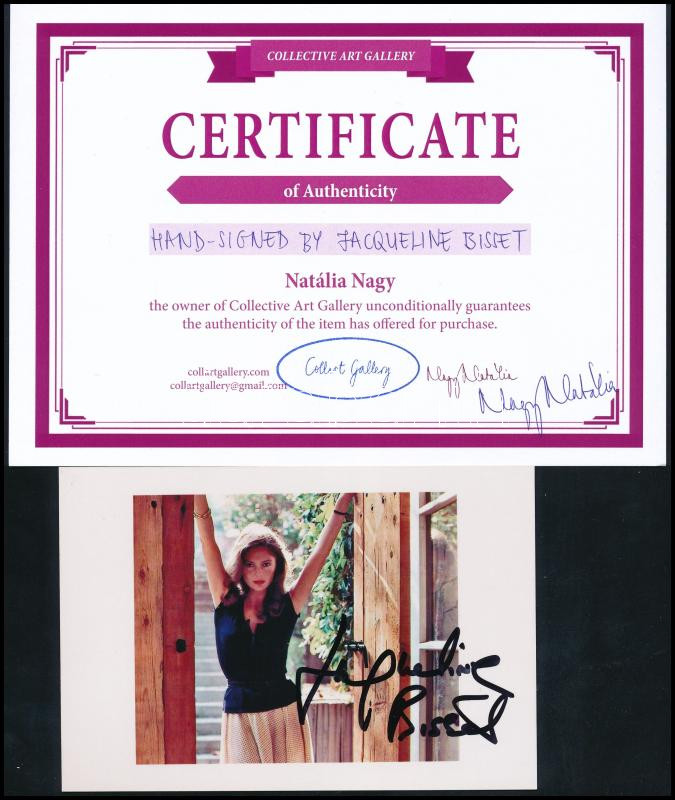 COLLECTIVE ART GALLERY
CERTIFICATE
of Authenticity
HAND-SIGNED BY JACQUELINE BISSET
Natália Nagy
the owner of Collective Art Gallery unconditionally guarantees
the authenticity of the item has offered for purchase.
collartgallery.com
collartgallery@gmail.com
Collart Gallery
Nagy Natália
Nagy Natália
Jacqueline
Bisset